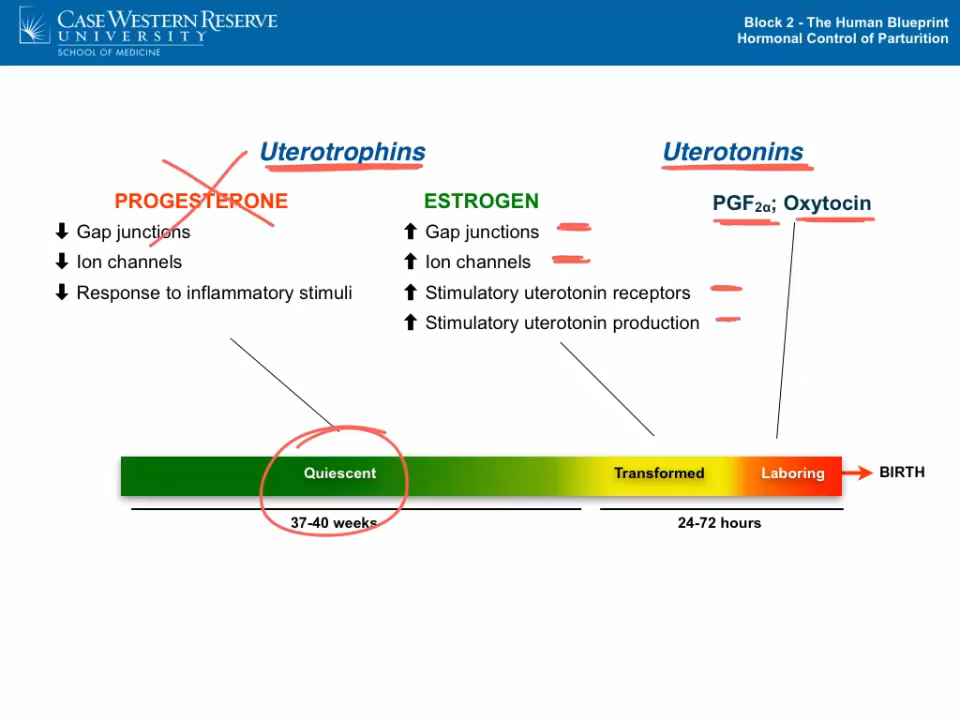 CASE WESTERN RESERVE
UNIVERSITY
SCHOOL OF MEDICINE
Block 2 - The Human Blueprint
Hormonal Control of Parturition
Uterotrophins
Uterotonins
PROGESTERONE
⬇ Gap junctions
⬇ Ion channels
⬇ Response to inflammatory stimuli
ESTROGEN
⬆ Gap junctions
⬆ Ion channels
⬆ Stimulatory uterotonin receptors
⬆ Stimulatory uterotonin production
PGF₂α; Oxytocin
Quiescent
Transformed
Laboring
BIRTH
37-40 weeks
24-72 hours